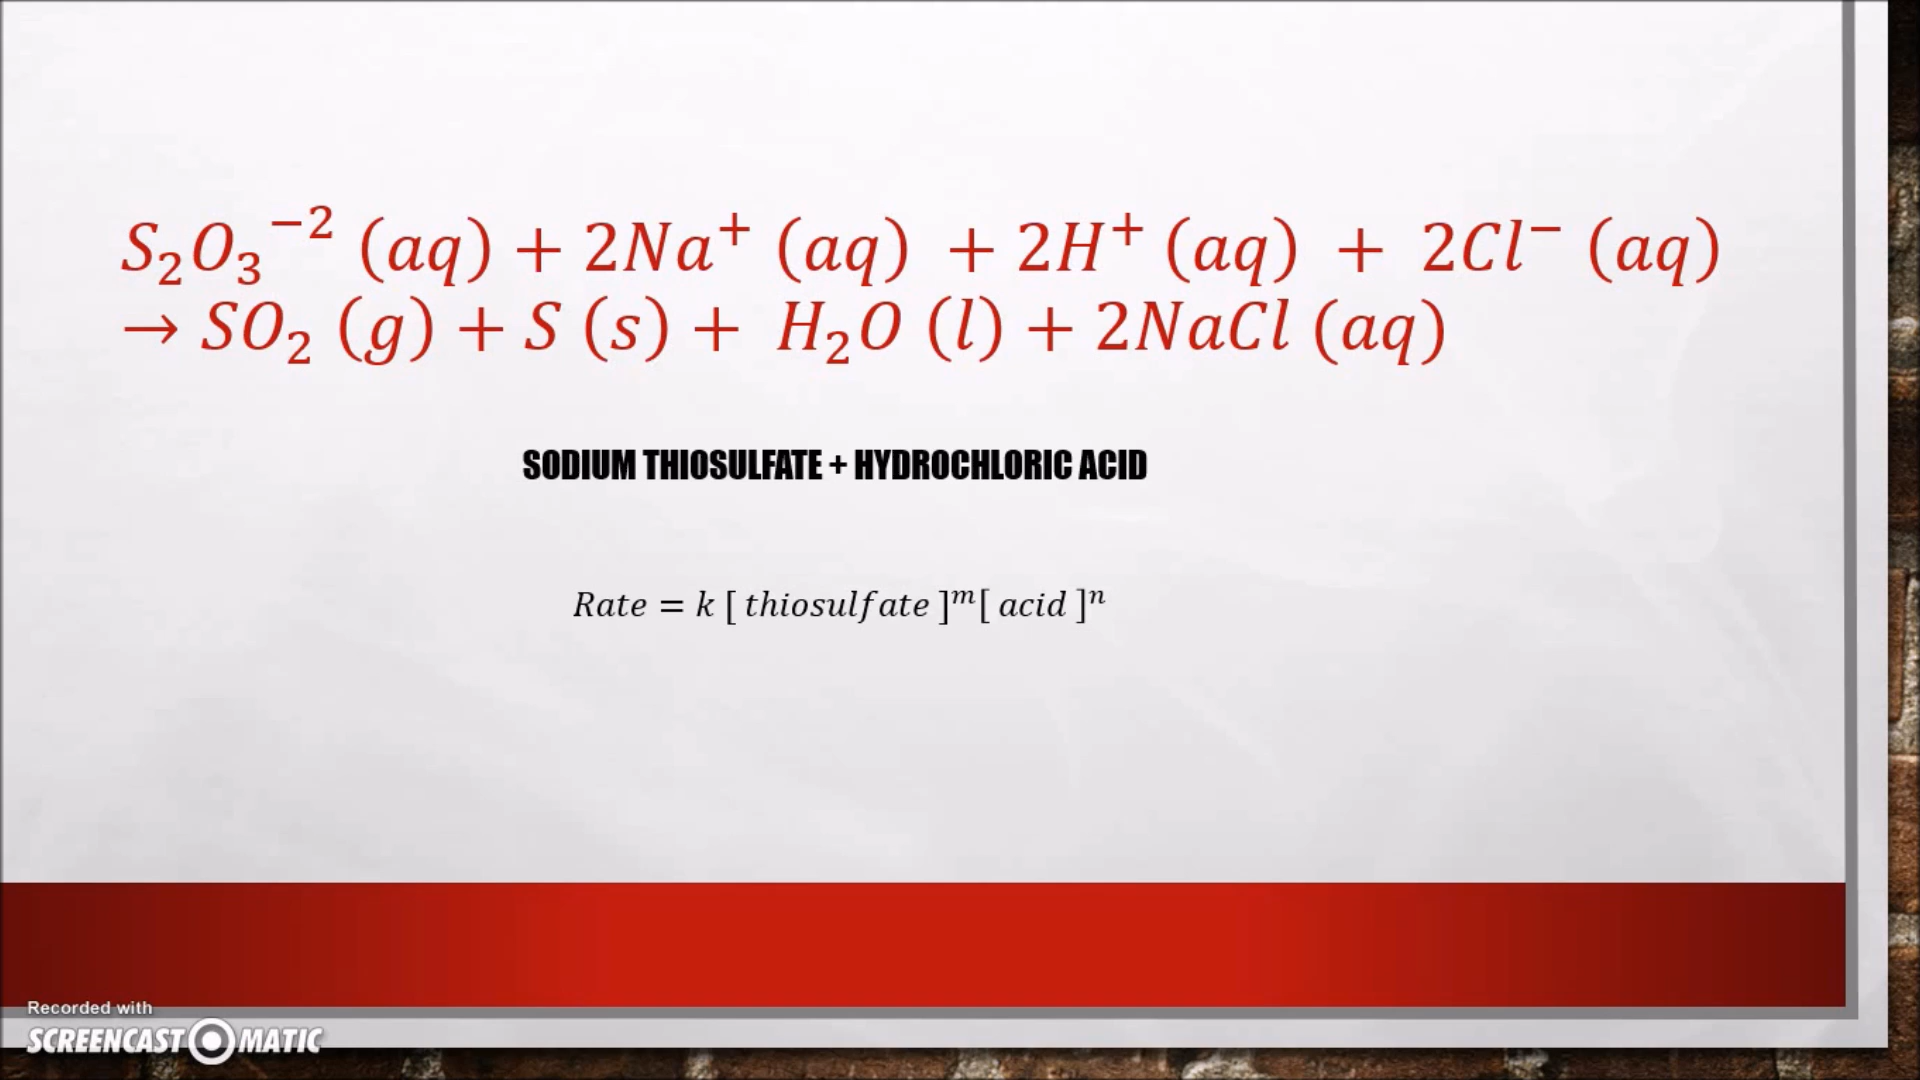 S₂O₃⁻² (aq) + 2Na⁺ (aq) + 2H⁺ (aq) + 2Cl⁻ (aq)
→ SO₂ (g) + S (s) + H₂O (l) + 2NaCl (aq)
SODIUM THIOSULFATE + HYDROCHLORIC ACID
Rate = k [ thiosulfate ]ᵐ[ acid ]ⁿ
Recorded with
SCREENCAST MATIC